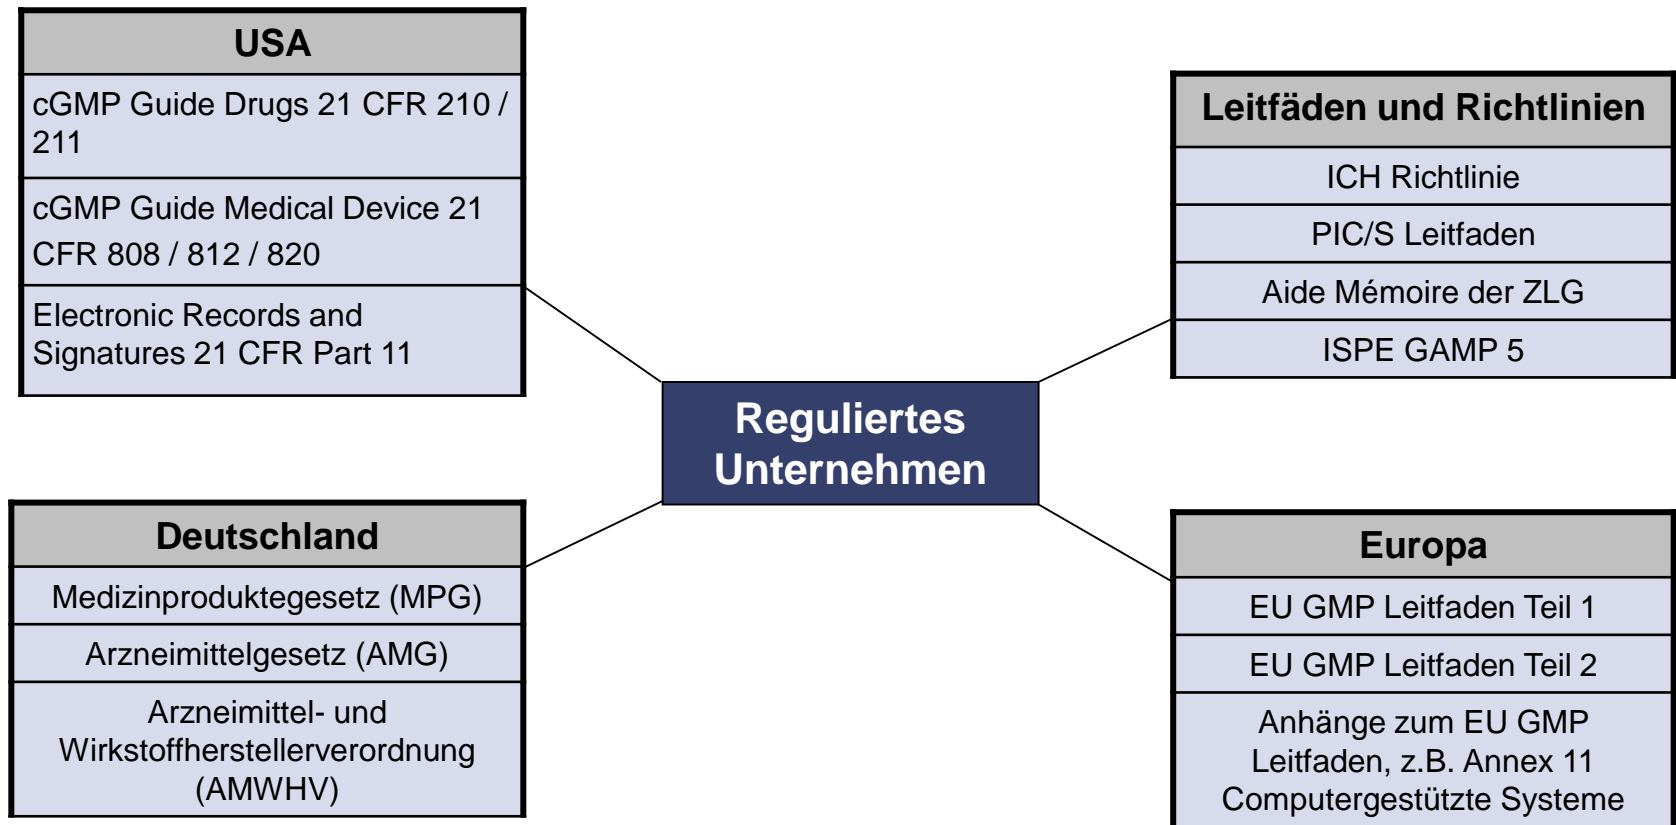 USA
cGMP Guide Drugs 21 CFR 210 /
211
cGMP Guide Medical Device 21
CFR 808 / 812 / 820
Electronic Records and
Signatures 21 CFR Part 11
Leitfäden und Richtlinien
ICH Richtlinie
PIC/S Leitfaden
Aide Mémoire der ZLG
ISPE GAMP 5
Reguliertes
Unternehmen
Deutschland
Medizinproduktegesetz (MPG)
Arzneimittelgesetz (AMG)
Arzneimittel- und
Wirkstoffherstellerverordnung
(AMWHV)
Europa
EU GMP Leitfaden Teil 1
EU GMP Leitfaden Teil 2
Anhänge zum EU GMP
Leitfaden, z.B. Annex 11
Computergestützte Systeme